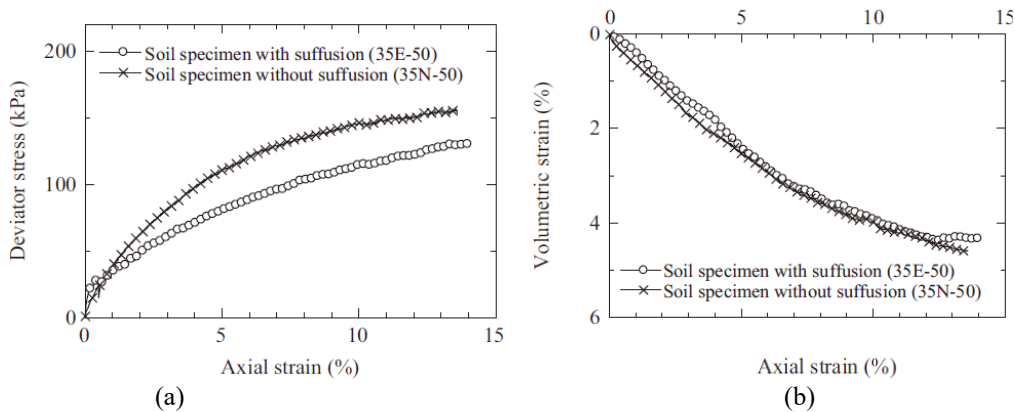 200
100
0
Deviator stress (kPa)
Soil specimen with suffusion (35E-50)
Soil specimen without suffusion (35N-50)
0 5 10 15
Axial strain (%)
(a)
0 5 10 15
0
2
4
6
Volumetric strain (%)
Soil specimen with suffusion (35E-50)
Soil specimen without suffusion (35N-50)
Axial strain (%)
(b)